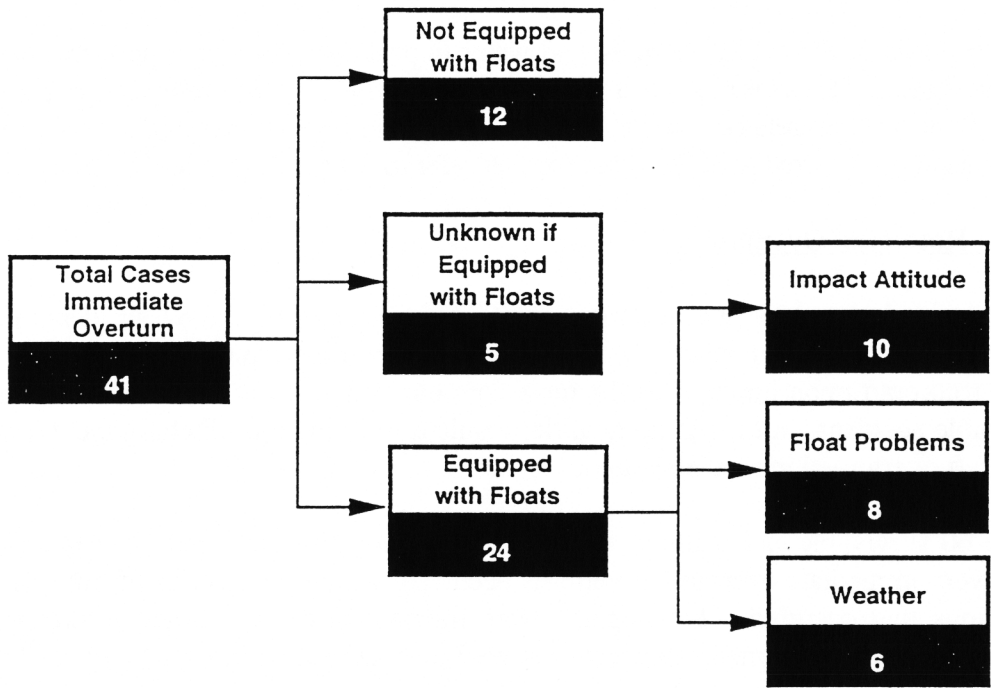 Total Cases
Immediate
Overturn
41
Not Equipped
with Floats
12
Unknown if
Equipped
with Floats
5
Equipped
with Floats
24
Impact Attitude
10
Float Problems
8
Weather
6